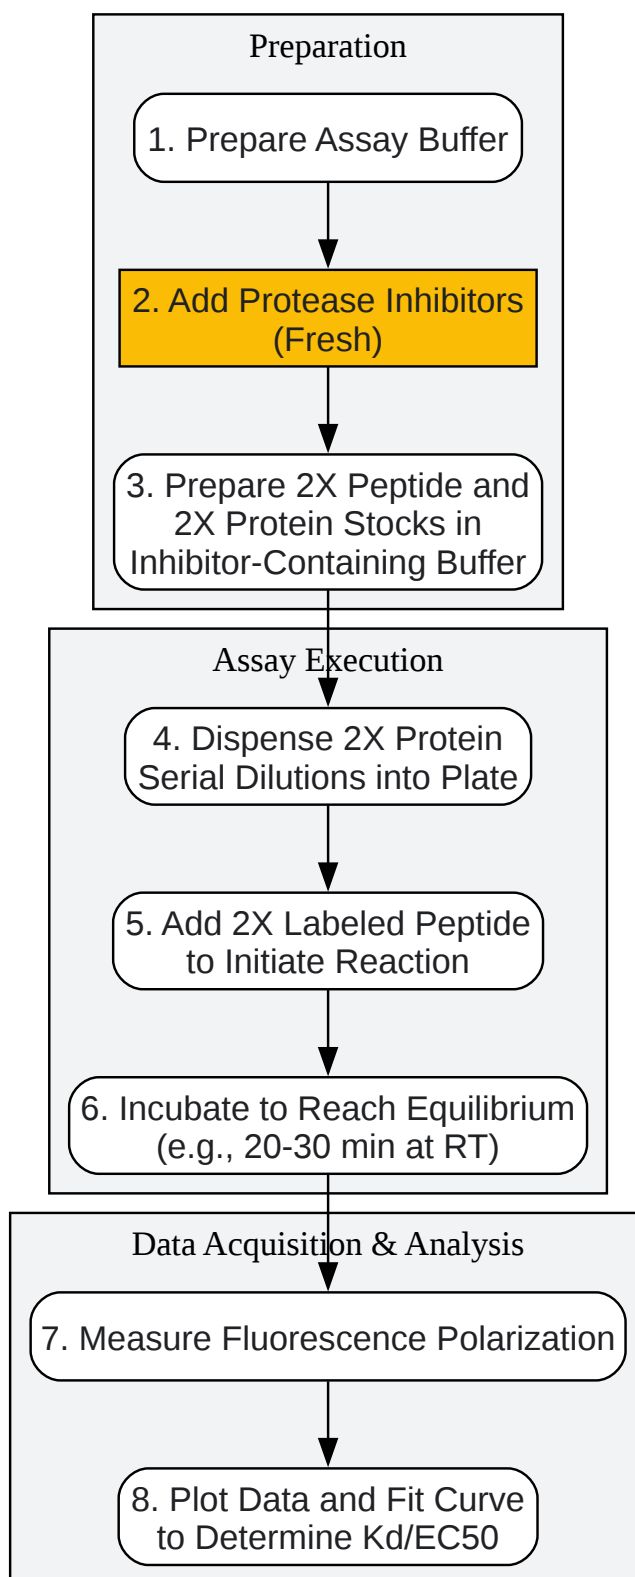 Preparation
1. Prepare Assay Buffer
2. Add Protease Inhibitors
(Fresh)
3. Prepare 2X Peptide and
2X Protein Stocks in
Inhibitor-Containing Buffer
Assay Execution
4. Dispense 2X Protein
Serial Dilutions into Plate
5. Add 2X Labeled Peptide
to Initiate Reaction
6. Incubate to Reach Equilibrium
(e.g., 20-30 min at RT)
Data Acquisition & Analysis
7. Measure Fluorescence Polarization
8. Plot Data and Fit Curve
to Determine Kd/EC50